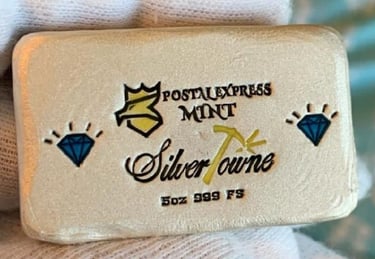 POSTALEXPRESS
MINT
SilverTowne
5oz 999 FS